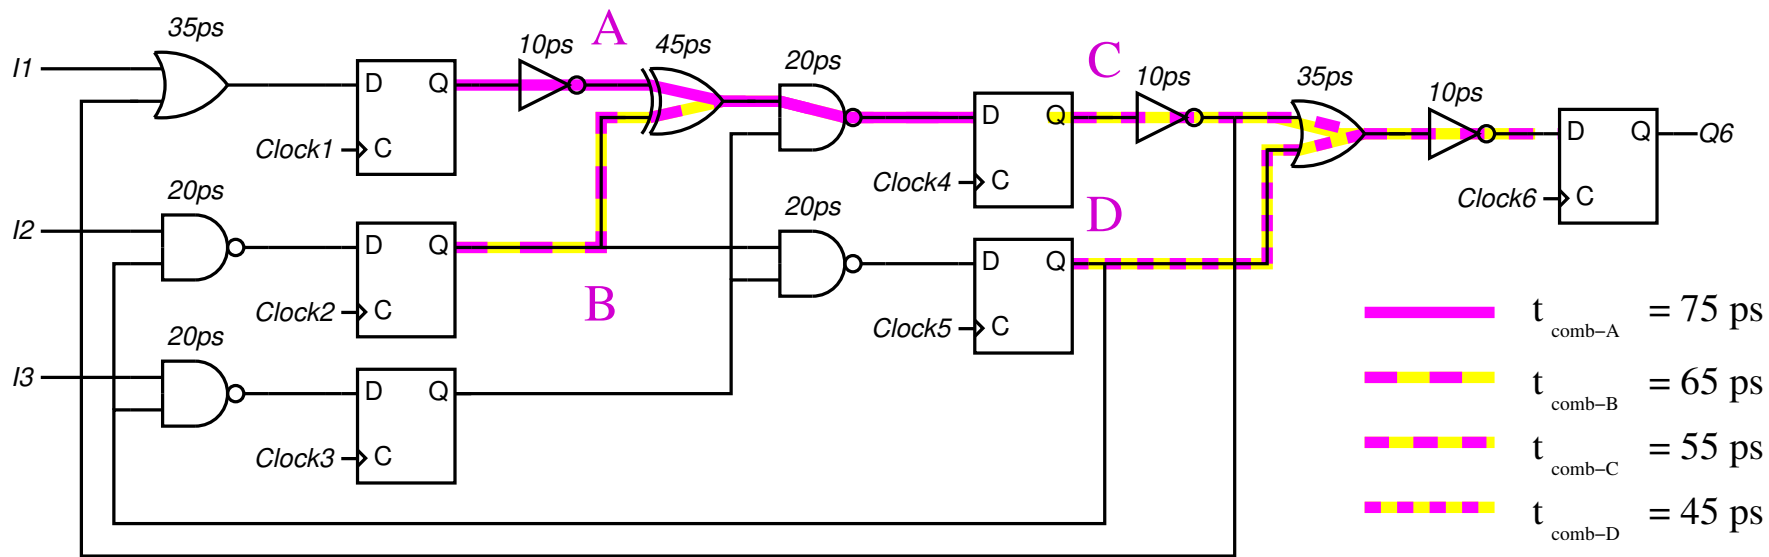 35ps
A
45ps
10ps
20ps
C
10ps
35ps
10ps
I1
D Q
Clock1 C
D Q
Clock4 C
D Q
Q6
Clock6 C
20ps
I2
D Q
Clock2 C
B
20ps
D
D Q
Clock5 C
20ps
I3
D Q
Clock3 C
t comb–A = 75 ps
t comb–B = 65 ps
t comb–C = 55 ps
t comb–D = 45 ps